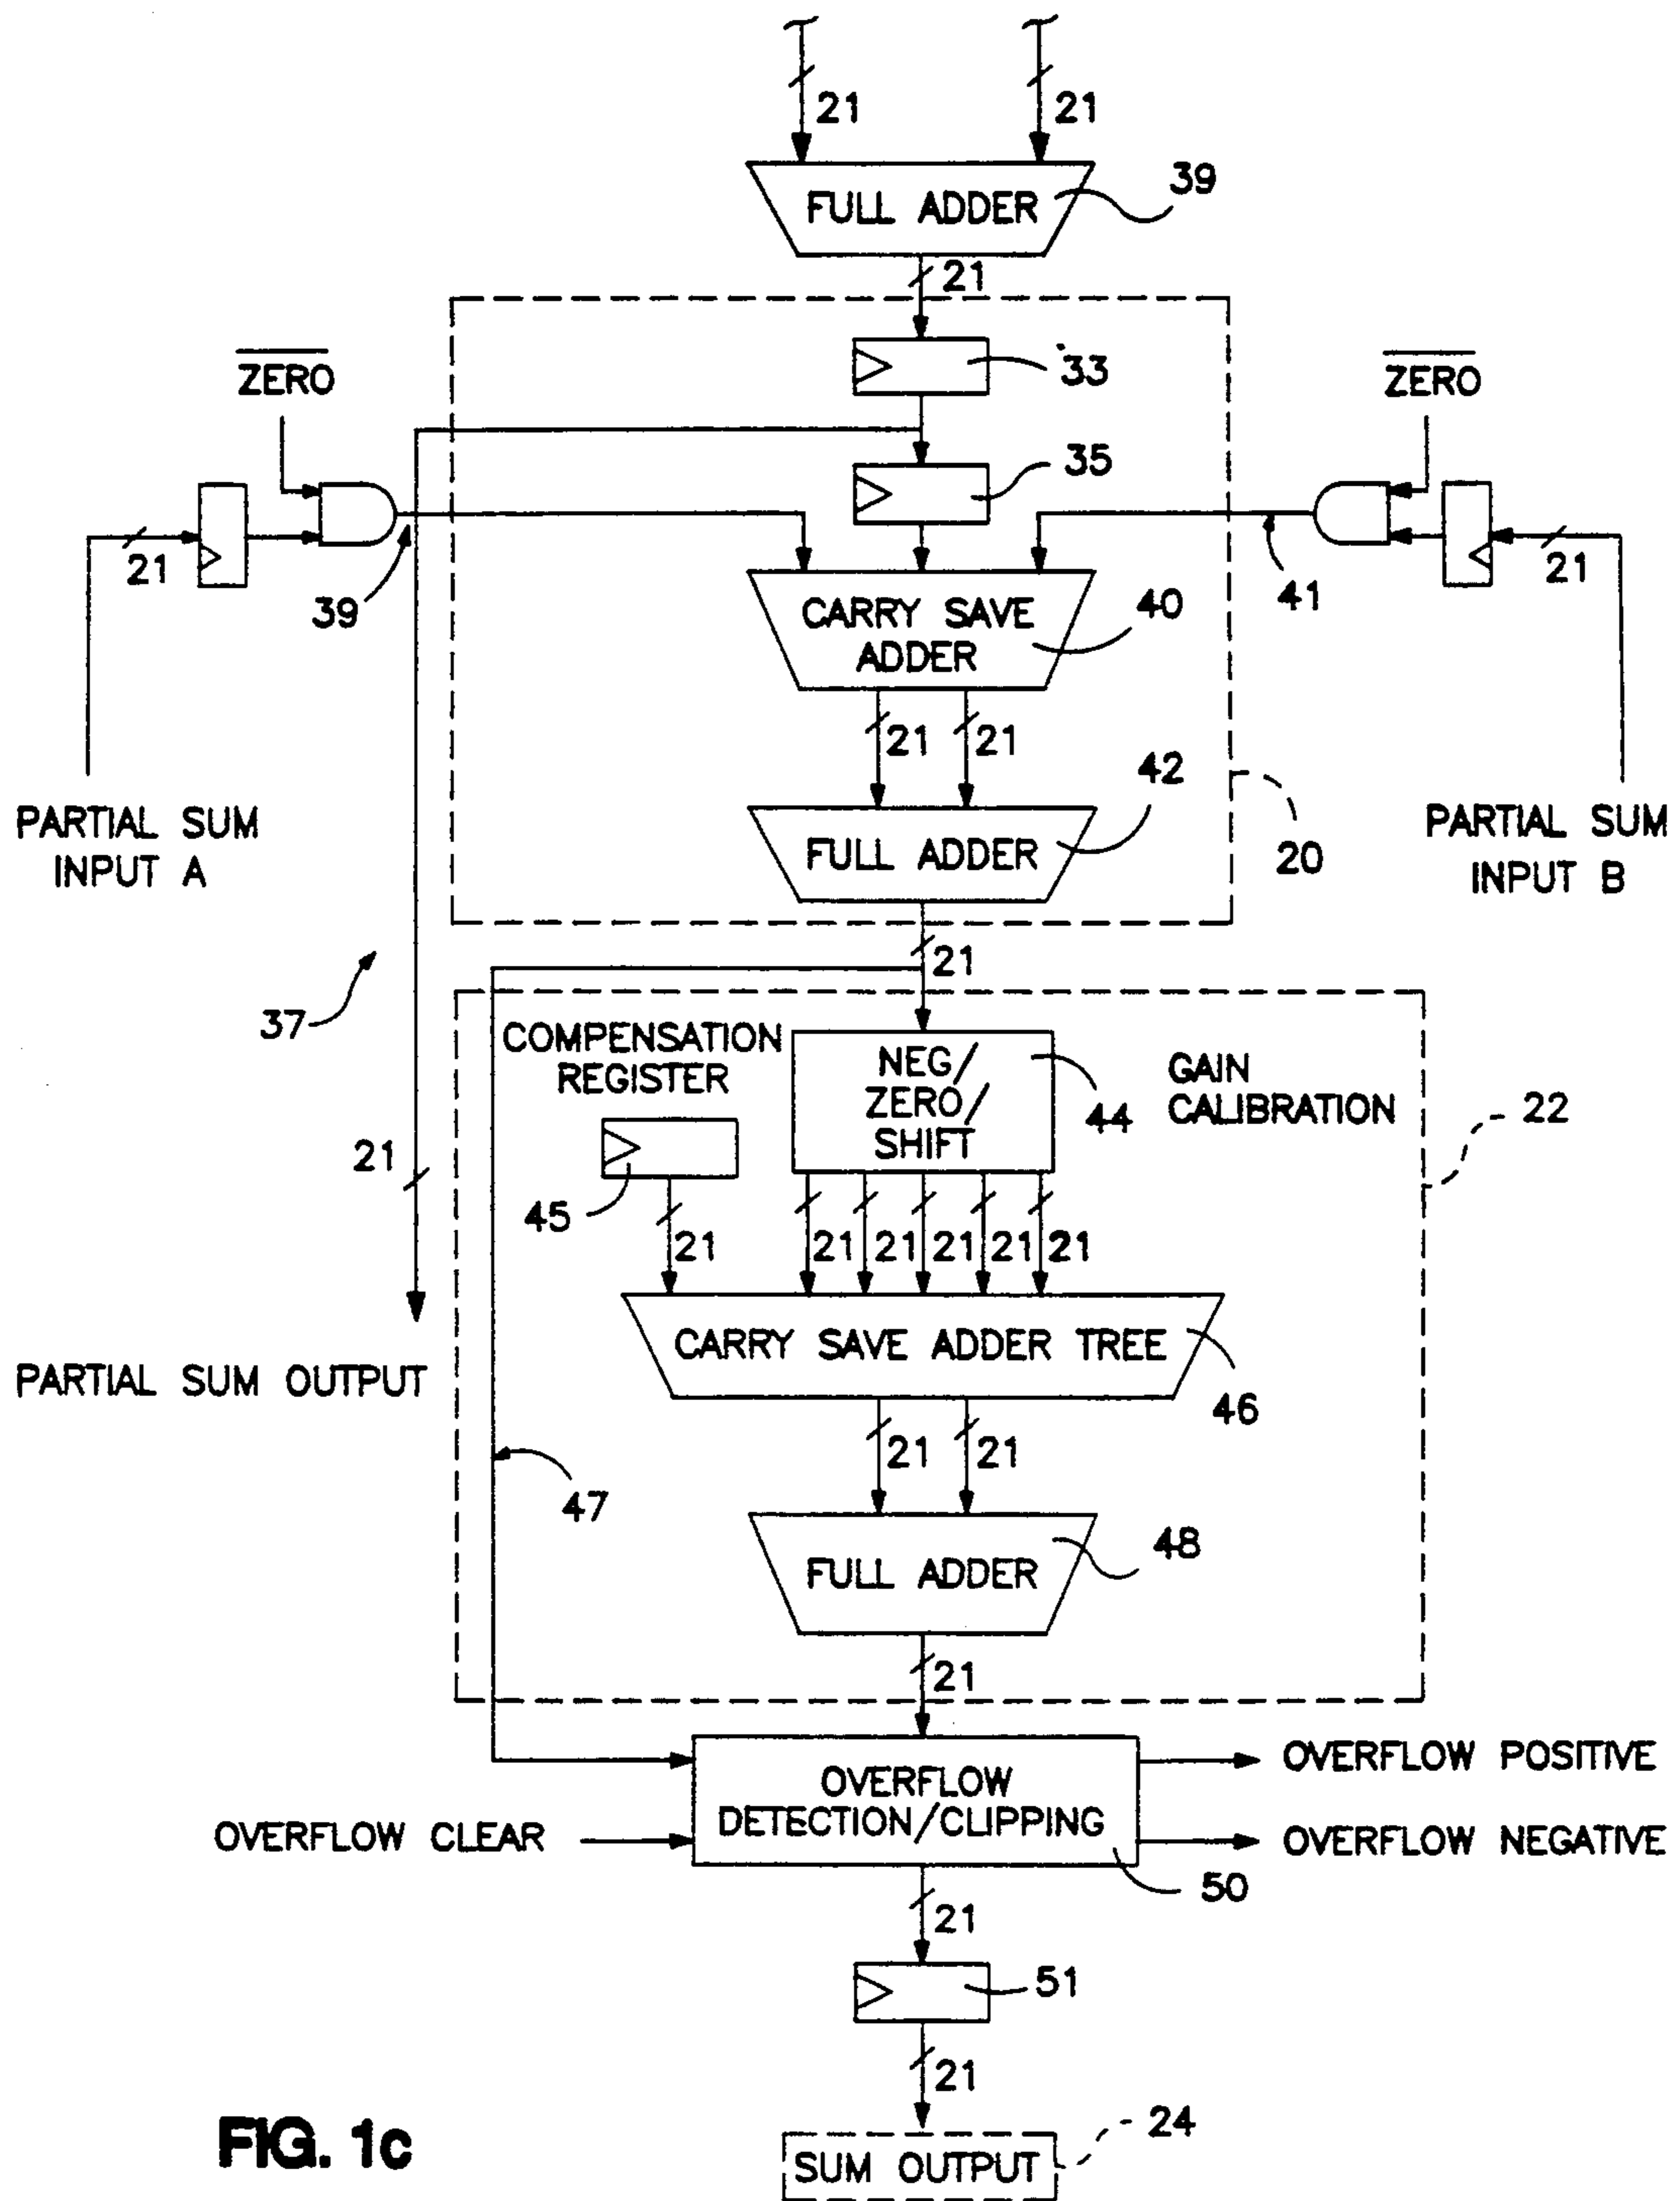 21 21
FULL ADDER 39
21
ZERO 33 ZERO
35
21 39 41 21
CARRY SAVE
ADDER
40
21 21
42
PARTIAL SUM
INPUT A
FULL ADDER
20
PARTIAL SUM
INPUT B
21
37
COMPENSATION
REGISTER
NEG/
ZERO/
SHIFT
44
GAIN
CALIBRATION
22
21
45
21 21 21 21 21 21
CARRY SAVE ADDER TREE
PARTIAL SUM OUTPUT
46
21 21
47
FULL ADDER 48
21
OVERFLOW
DETECTION/CLIPPING
OVERFLOW POSITIVE
OVERFLOW CLEAR
OVERFLOW NEGATIVE
50
21
51
21
FIG. 1c
SUM OUTPUT
24